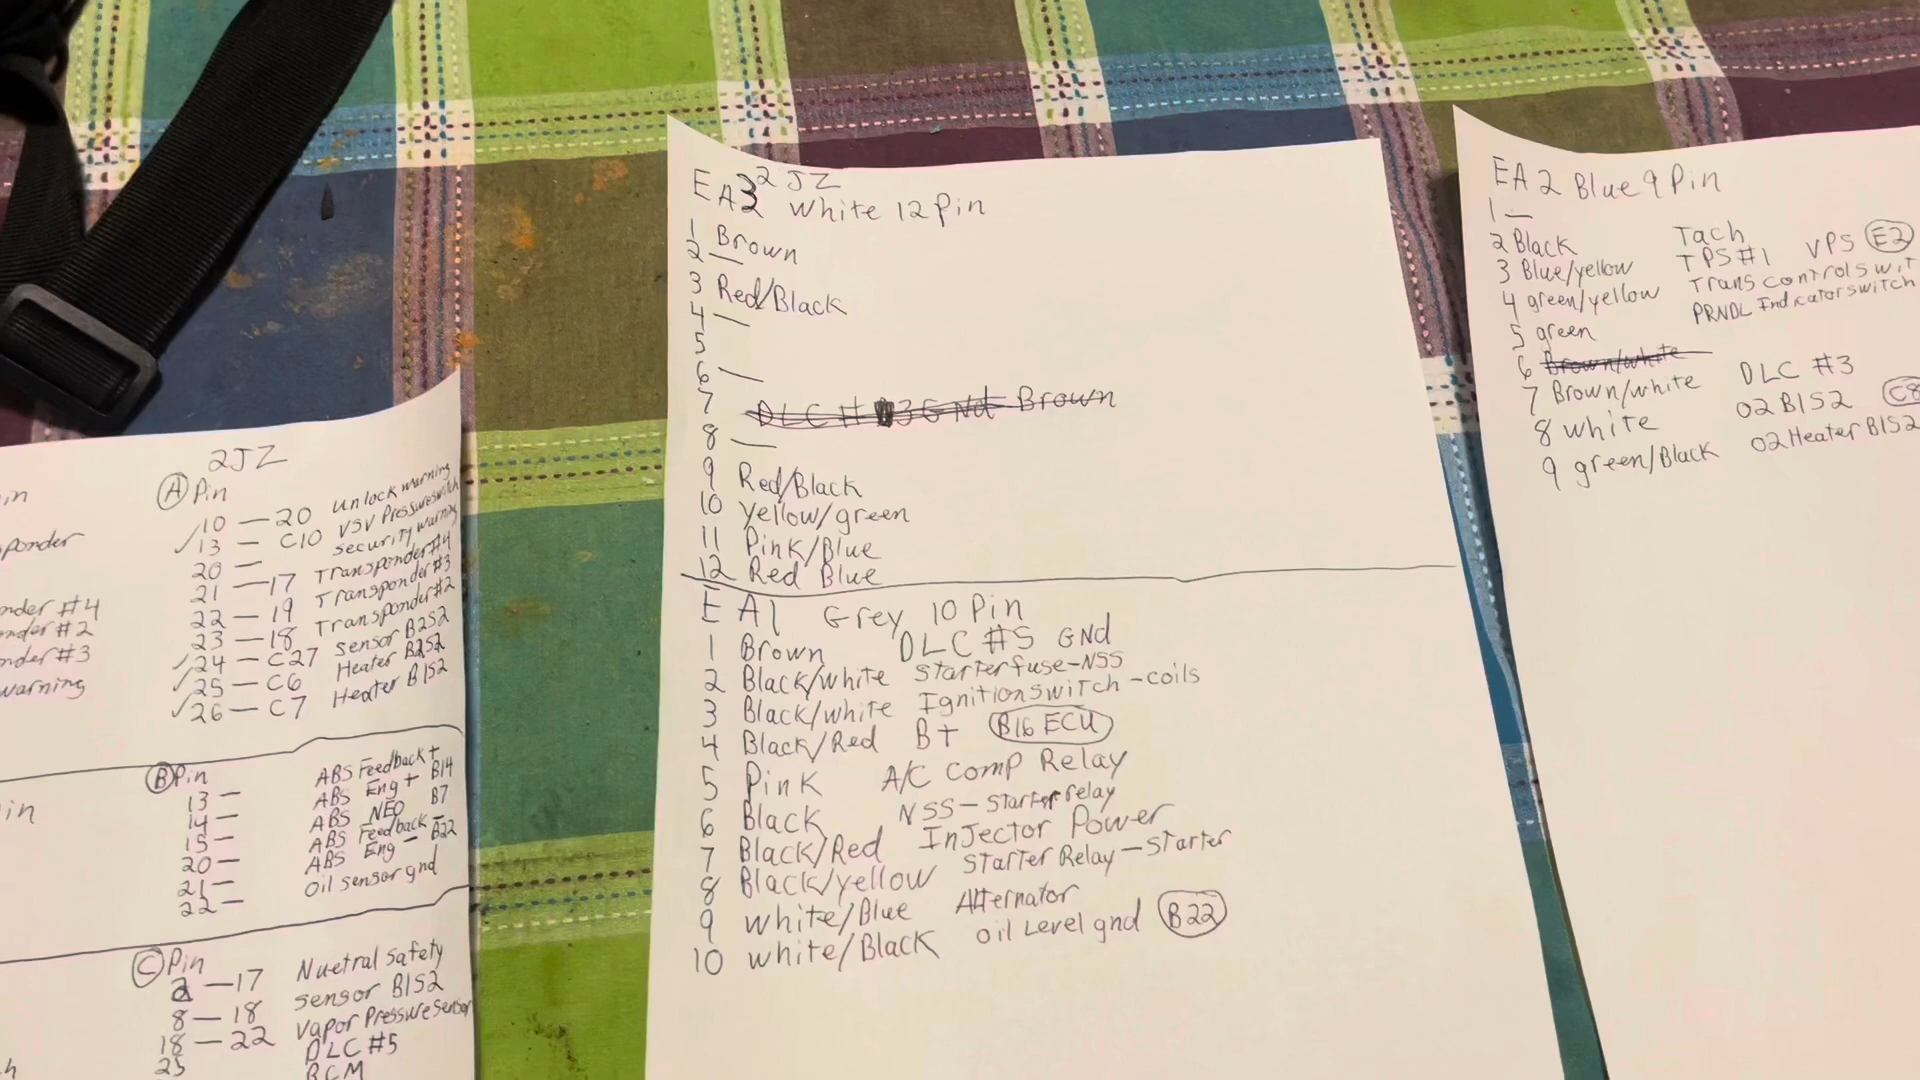 in
ponder
nder #4
nder #2
nder #3
warning
in
2JZ
A Pin
10 — 20 unlock warning
✓ 13 — C10 VSV Pressureswitch
20 — security warning
21 — 17 Transponder #4
22 — 19 Transponder #3
23 — 18 Transponder #2
✓ 24 — C27 sensor B2S2
✓ 25 — C6 Heater B2S2
✓ 26 — C7 Heater B1S2
B Pin
13 — ABS Feedback +
14 — ABS Eng + B14
15 — ABS NEO B7
20 — ABS Feedback -
21 — ABS Eng - B22
22 — oil sensor gnd
C Pin
2 — 17 Nuetral safety
8 — 18 sensor B1S2
18 — 22 Vapor Pressure sensor
25 DLC #5
BCM
2JZ
EA3 White 12 Pin
1 Brown
2 —
3 Red/Black
4 —
5
6 —
7 DLC #3 GNd Brown
8 —
9 Red/Black
10 yellow/green
11 Pink/Blue
12 Red Blue
EA1 Grey 10 Pin
1 Brown DLC #5 GNd
2 Black/white Starterfuse-NSS
3 Black/white Ignition switch - coils
4 Black/Red B+ B16 ECU
5 Pink A/C Comp Relay
6 Black NSS - Starter relay
7 Black/Red Injector Power
8 Black/yellow Starter Relay - Starter
9 white/Blue Alternator
10 white/Black oil Level gnd B22
EA2 Blue 9 Pin
1 —
2 Black Tach
3 Blue/yellow TPS #1 VPS E2
4 green/yellow Trans control swit
5 green PRNDL Indicator switch
6 Brown/white
7 Brown/white DLC #3
8 white O2 B1S2 C8
9 green/Black O2 Heater B1S2